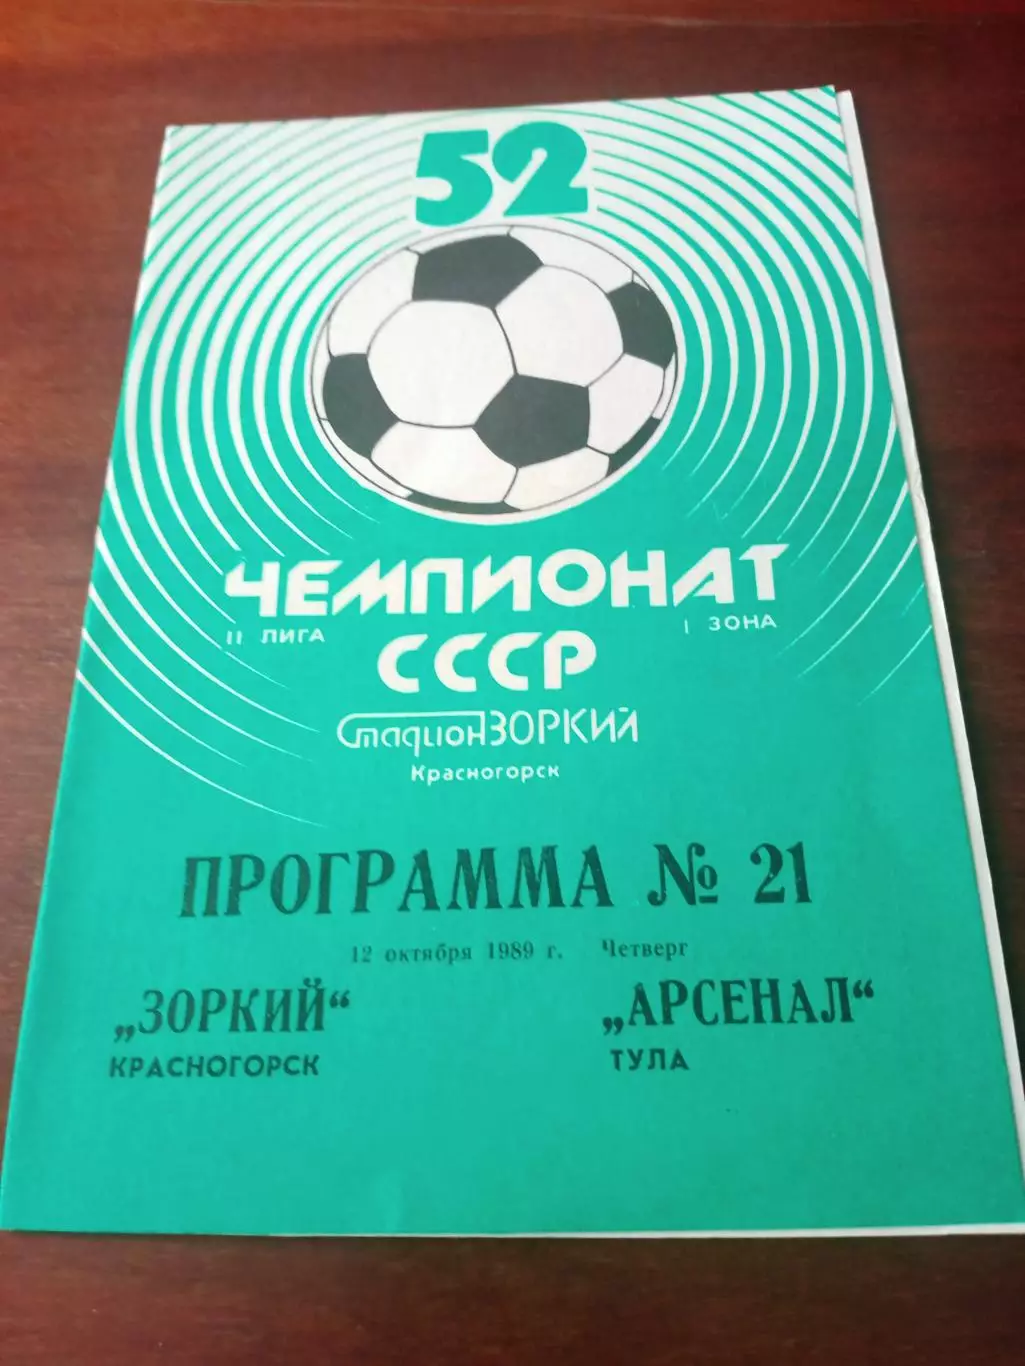 52
ЧЕМПИОНАТ
II ЛИГА I ЗОНА
СССР
Стадион ЗОРКИЙ
Красногорск
ПРОГРАММА № 21
12 октября 1989 г. Четверг
„ЗОРКИЙ“ „АРСЕНАЛ“
КРАСНОГОРСК ТУЛА